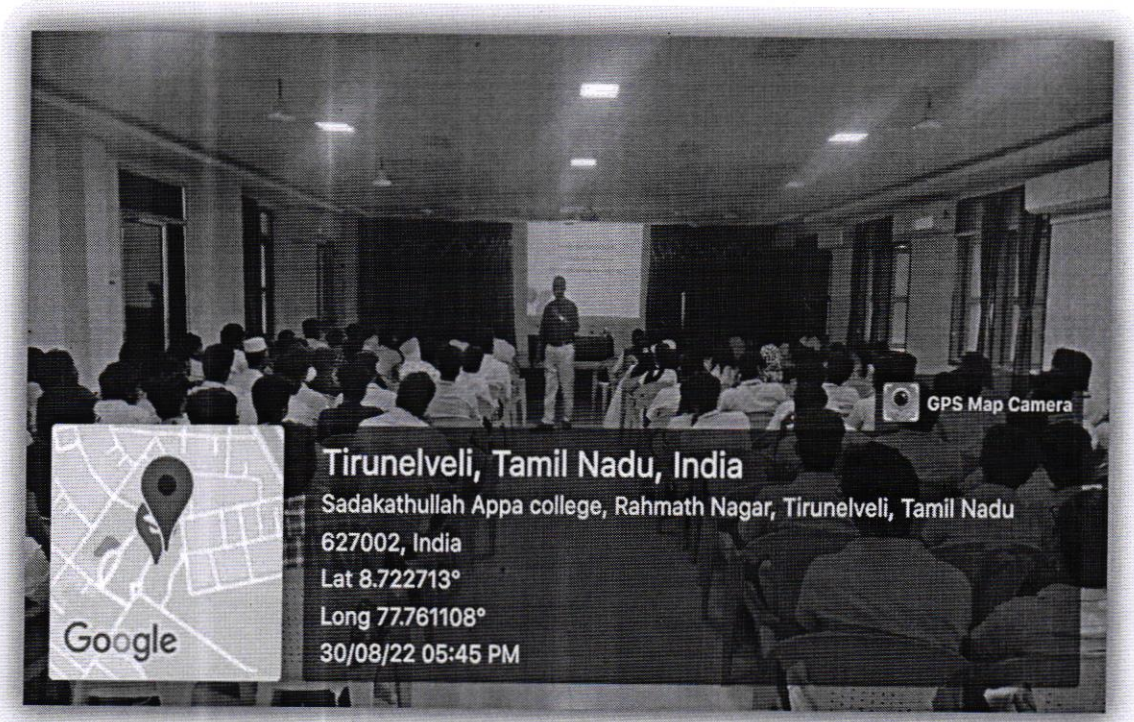 GPS Map Camera
Tirunelveli, Tamil Nadu, India
Sadakathullah Appa college, Rahmath Nagar, Tirunelveli, Tamil Nadu
627002, India
Lat 8.722713°
Long 77.761108°
30/08/22 05:45 PM
Google